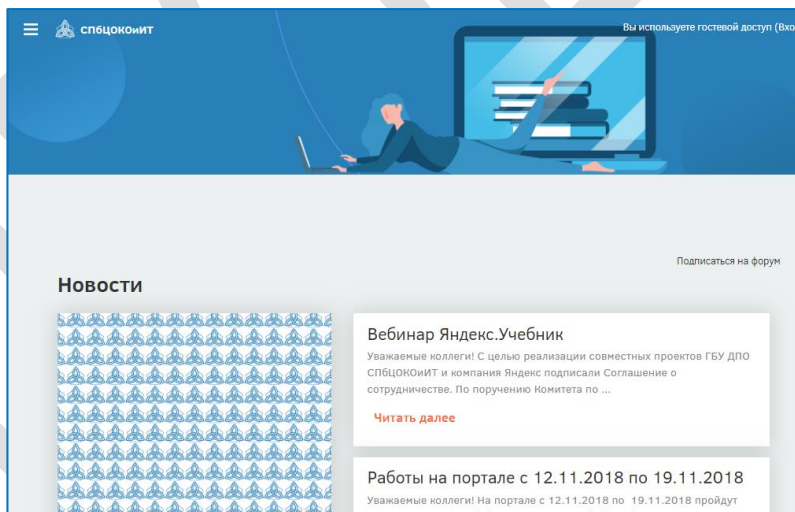 спбцокоиит
Вы используете гостевой доступ (Вхо
Подписаться на форум
Новости
Вебинар Яндекс.Учебник
Уважаемые коллеги! С целью реализации совместных проектов ГБУ ДПО
СПбЦОКОиИТ и компания Яндекс подписали Соглашение о
сотрудничестве. По поручению Комитета по ...
Читать далее
Работы на портале с 12.11.2018 по 19.11.2018
Уважаемые коллеги! На портале с 12.11.2018 по 19.11.2018 пройдут